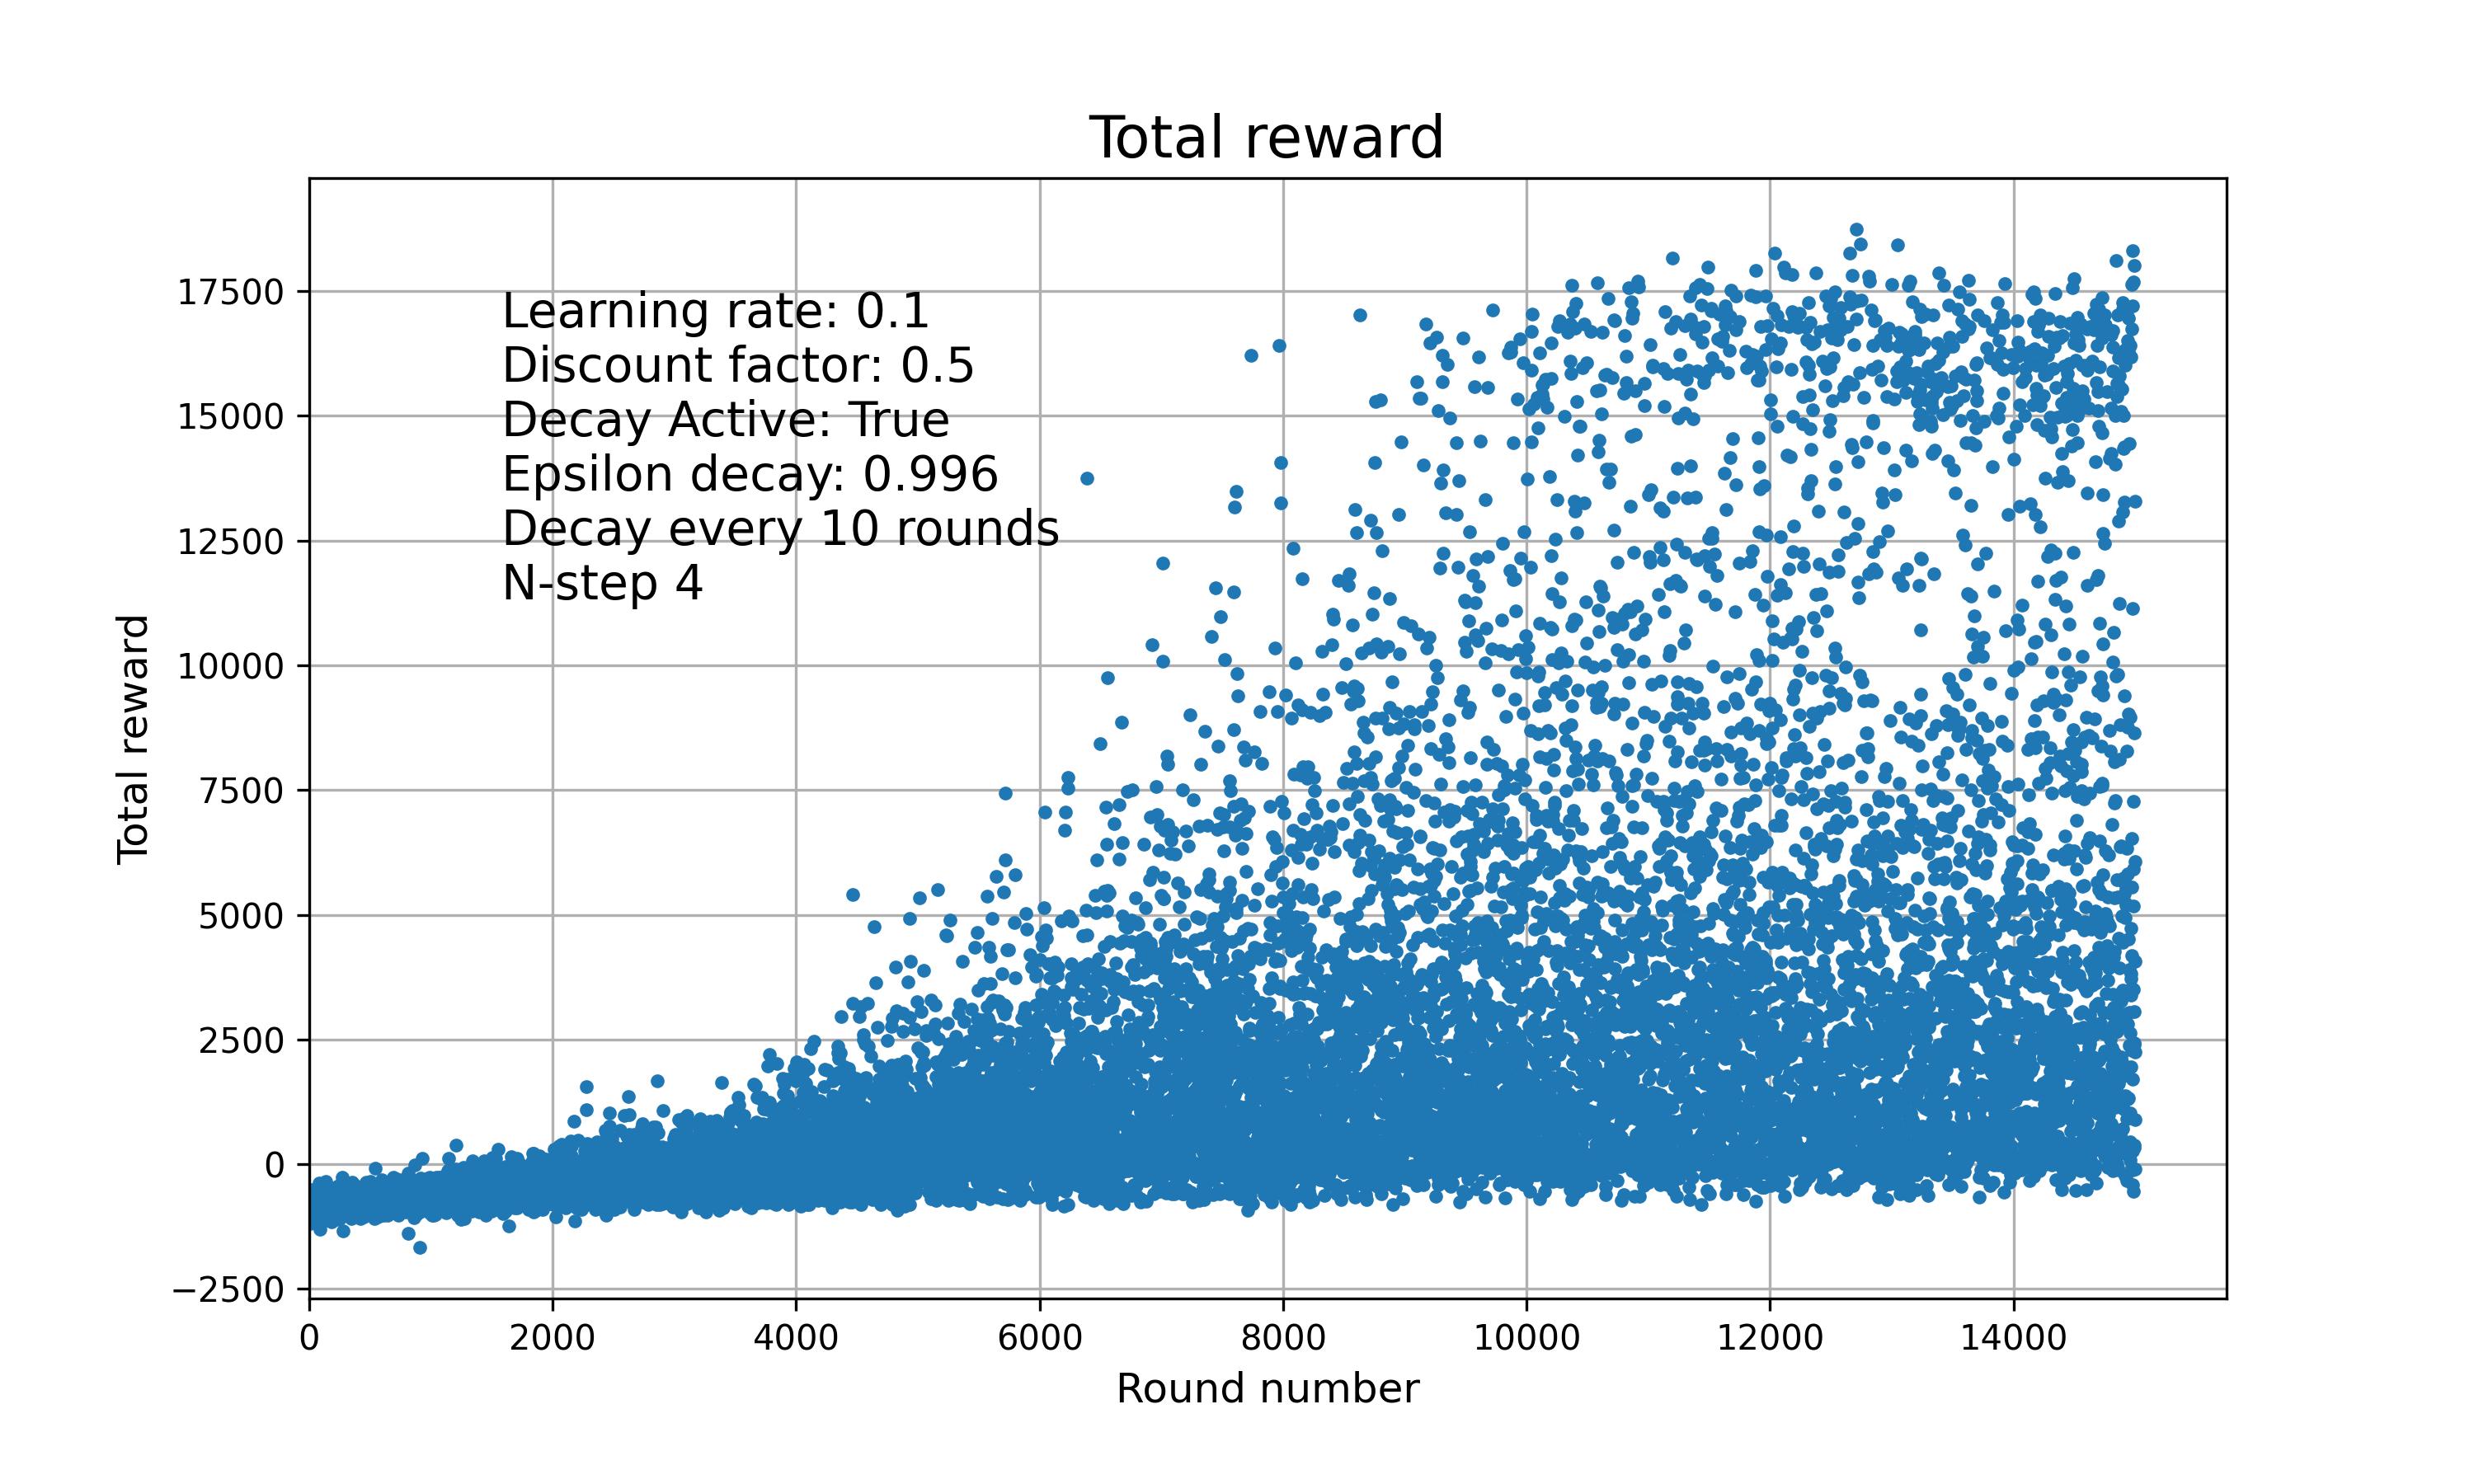 Total reward
17500
15000
12500
10000
7500
5000
2500
0
−2500
Total reward
Learning rate: 0.1
Discount factor: 0.5
Decay Active: True
Epsilon decay: 0.996
Decay every 10 rounds
N-step 4
0 2000 4000 6000 8000 10000 12000 14000
Round number